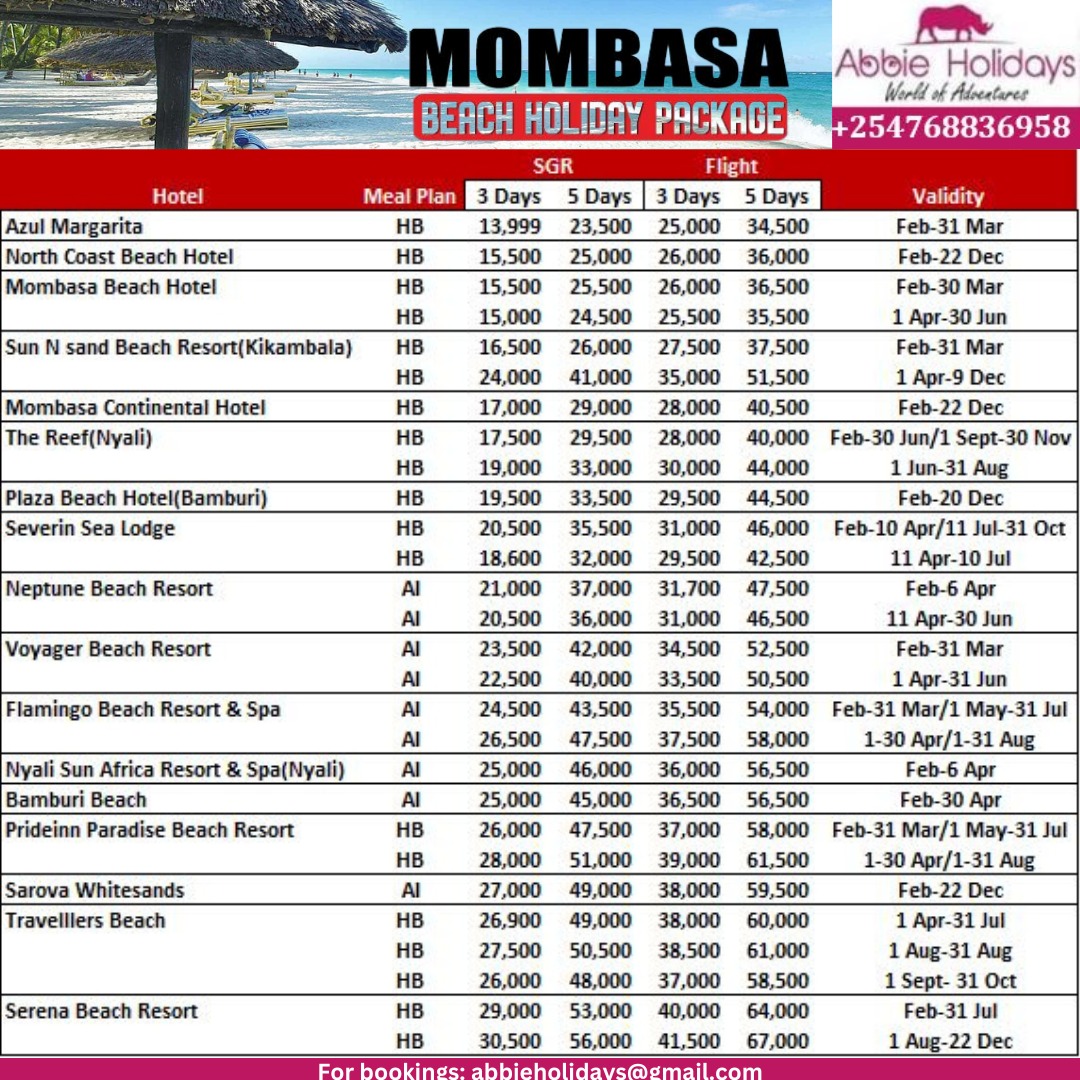 MOMBASA
BEACH HOLIDAY PACKAGE
Abbie Holidays
World of Adventures
+254768836958
SGR Flight
Hotel Meal Plan 3 Days 5 Days 3 Days 5 Days Validity
Azul Margarita HB 13,999 23,500 25,000 34,500 Feb-31 Mar
North Coast Beach Hotel HB 15,500 25,000 26,000 36,000 Feb-22 Dec
Mombasa Beach Hotel HB 15,500 25,500 26,000 36,500 Feb-30 Mar
HB 15,000 24,500 25,500 35,500 1 Apr-30 Jun
Sun N sand Beach Resort(Kikambala) HB 16,500 26,000 27,500 37,500 Feb-31 Mar
HB 24,000 41,000 35,000 51,500 1 Apr-9 Dec
Mombasa Continental Hotel HB 17,000 29,000 28,000 40,500 Feb-22 Dec
The Reef(Nyali) HB 17,500 29,500 28,000 40,000 Feb-30 Jun/1 Sept-30 Nov
HB 19,000 33,000 30,000 44,000 1 Jun-31 Aug
Plaza Beach Hotel(Bamburi) HB 19,500 33,500 29,500 44,500 Feb-20 Dec
Severin Sea Lodge HB 20,500 35,500 31,000 46,000 Feb-10 Apr/11 Jul-31 Oct
HB 18,600 32,000 29,500 42,500 11 Apr-10 Jul
Neptune Beach Resort AI 21,000 37,000 31,700 47,500 Feb-6 Apr
AI 20,500 36,000 31,000 46,500 11 Apr-30 Jun
Voyager Beach Resort AI 23,500 42,000 34,500 52,500 Feb-31 Mar
AI 22,500 40,000 33,500 50,500 1 Apr-31 Jun
Flamingo Beach Resort & Spa AI 24,500 43,500 35,500 54,000 Feb-31 Mar/1 May-31 Jul
AI 26,500 47,500 37,500 58,000 1-30 Apr/1-31 Aug
Nyali Sun Africa Resort & Spa(Nyali) AI 25,000 46,000 36,000 56,500 Feb-6 Apr
Bamburi Beach AI 25,000 45,000 36,500 56,500 Feb-30 Apr
Prideinn Paradise Beach Resort HB 26,000 47,500 37,000 58,000 Feb-31 Mar/1 May-31 Jul
HB 28,000 51,000 39,000 61,500 1-30 Apr/1-31 Aug
Sarova Whitesands AI 27,000 49,000 38,000 59,500 Feb-22 Dec
Travelllers Beach HB 26,900 49,000 38,000 60,000 1 Apr-31 Jul
HB 27,500 50,500 38,500 61,000 1 Aug-31 Aug
HB 26,000 48,000 37,000 58,500 1 Sept- 31 Oct
Serena Beach Resort HB 29,000 53,000 40,000 64,000 Feb-31 Jul
HB 30,500 56,000 41,500 67,000 1 Aug-22 Dec
For bookings: abbieholidays@gmail.com